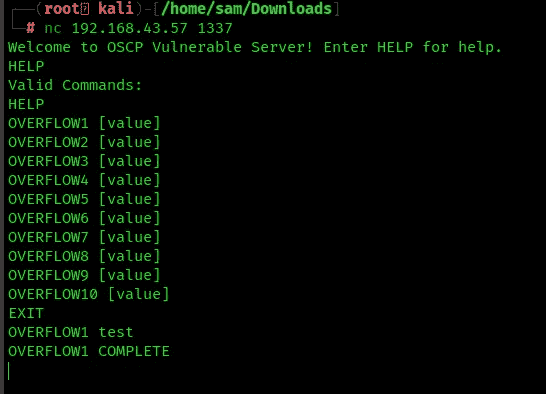 (root kali)-[/home/sam/Downloads]
# nc 192.168.43.57 1337
Welcome to OSCP Vulnerable Server! Enter HELP for help.
HELP
Valid Commands:
HELP
OVERFLOW1 [value]
OVERFLOW2 [value]
OVERFLOW3 [value]
OVERFLOW4 [value]
OVERFLOW5 [value]
OVERFLOW6 [value]
OVERFLOW7 [value]
OVERFLOW8 [value]
OVERFLOW9 [value]
OVERFLOW10 [value]
EXIT
OVERFLOW1 test
OVERFLOW1 COMPLETE